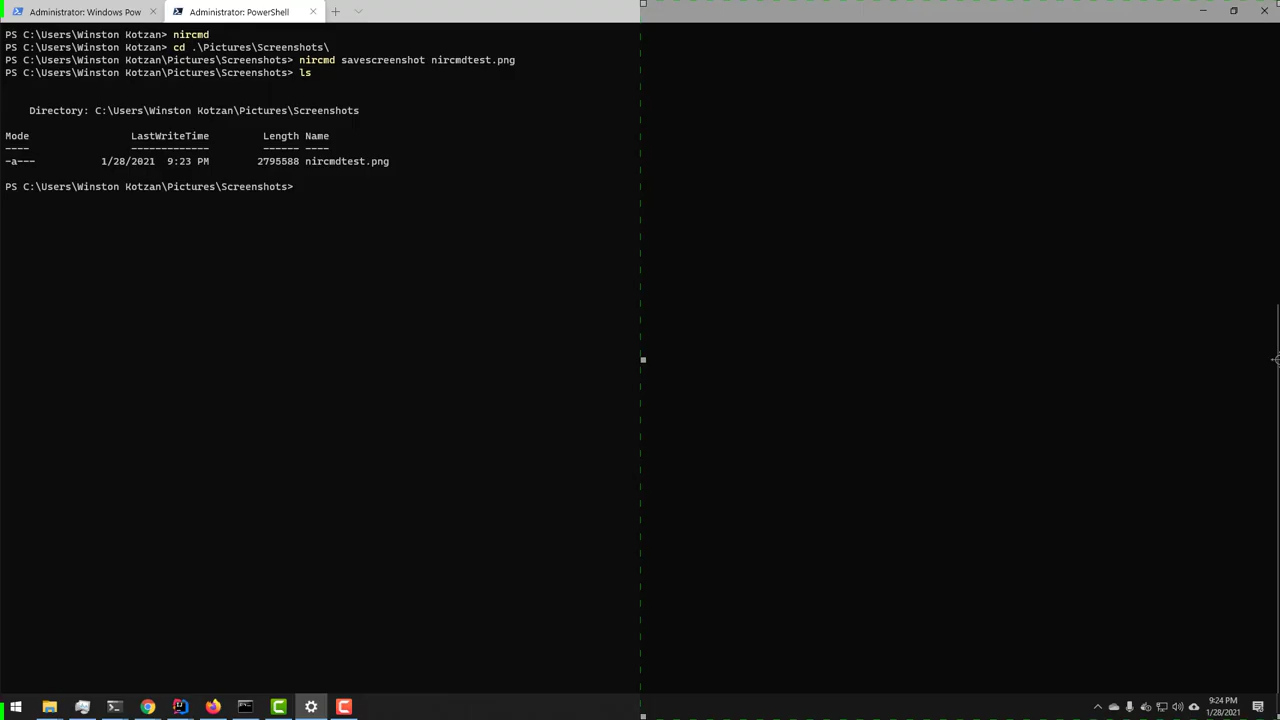 Administrator: Windows Pow
Administrator: PowerShell
PS C:\Users\Winston Kotzan> nircmd
PS C:\Users\Winston Kotzan> cd .\Pictures\Screenshots\
PS C:\Users\Winston Kotzan\Pictures\Screenshots> nircmd savescreenshot nircmdtest.png
PS C:\Users\Winston Kotzan\Pictures\Screenshots> ls
Directory: C:\Users\Winston Kotzan\Pictures\Screenshots
Mode LastWriteTime Length Name
---- ------------- ------ ----
-a--- 1/28/2021 9:23 PM 2795588 nircmdtest.png
PS C:\Users\Winston Kotzan\Pictures\Screenshots>
9:24 PM
1/28/2021